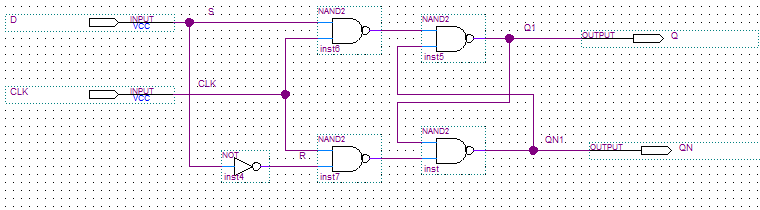 D
INPUT
VCC
S
NAND2
inst6
NAND2
inst5
Q1
OUTPUT
Q
CLK
INPUT
VCC
CLK
NOT
inst4
R
NAND2
inst7
NAND2
inst
QN1
OUTPUT
QN